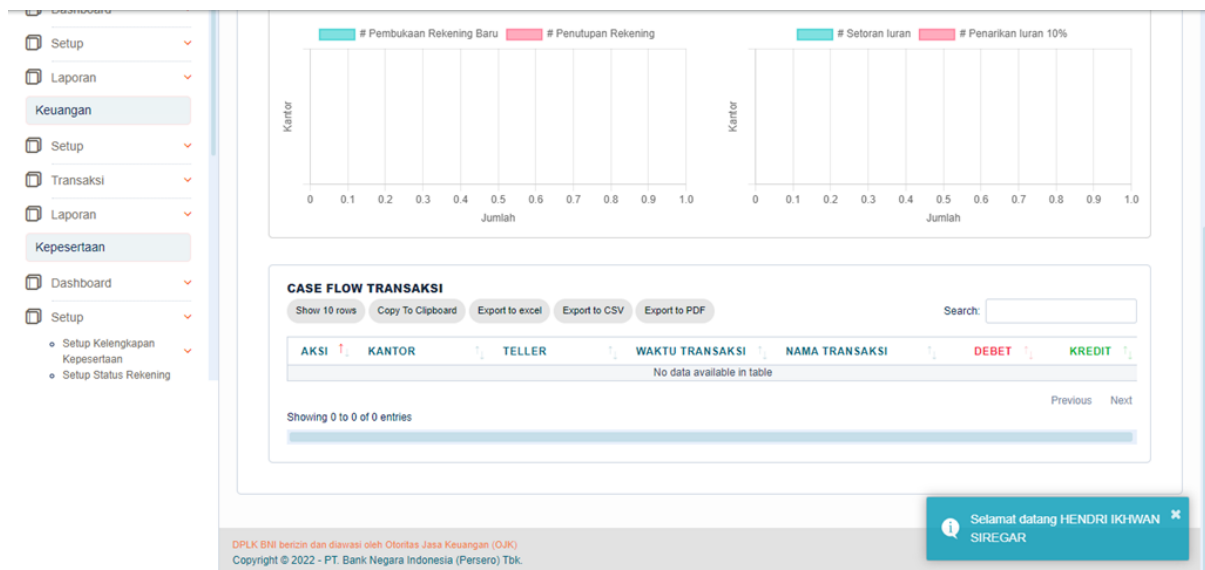 Dashboard
Setup
Laporan
Keuangan
Setup
Transaksi
Laporan
Kepesertaan
Dashboard
Setup
Setup Kelengkapan
Kepesertaan
Setup Status Rekening
# Pembukaan Rekening Baru # Penutupan Rekening
Kantor
0 0.1 0.2 0.3 0.4 0.5 0.6 0.7 0.8 0.9 1.0
Jumlah
# Setoran Iuran # Penarikan Iuran 10%
Kantor
0 0.1 0.2 0.3 0.4 0.5 0.6 0.7 0.8 0.9 1.0
Jumlah
CASE FLOW TRANSAKSI
Show 10 rows Copy To Clipboard Export to excel Export to CSV Export to PDF Search:
AKSI KANTOR TELLER WAKTU TRANSAKSI NAMA TRANSAKSI DEBET KREDIT
No data available in table
Previous Next
Showing 0 to 0 of 0 entries
Selamat datang HENDRI IKHWAN
SIREGAR
DPLK BNI berizin dan diawasi oleh Otoritas Jasa Keuangan (OJK)
Copyright © 2022 - PT. Bank Negara Indonesia (Persero) Tbk.